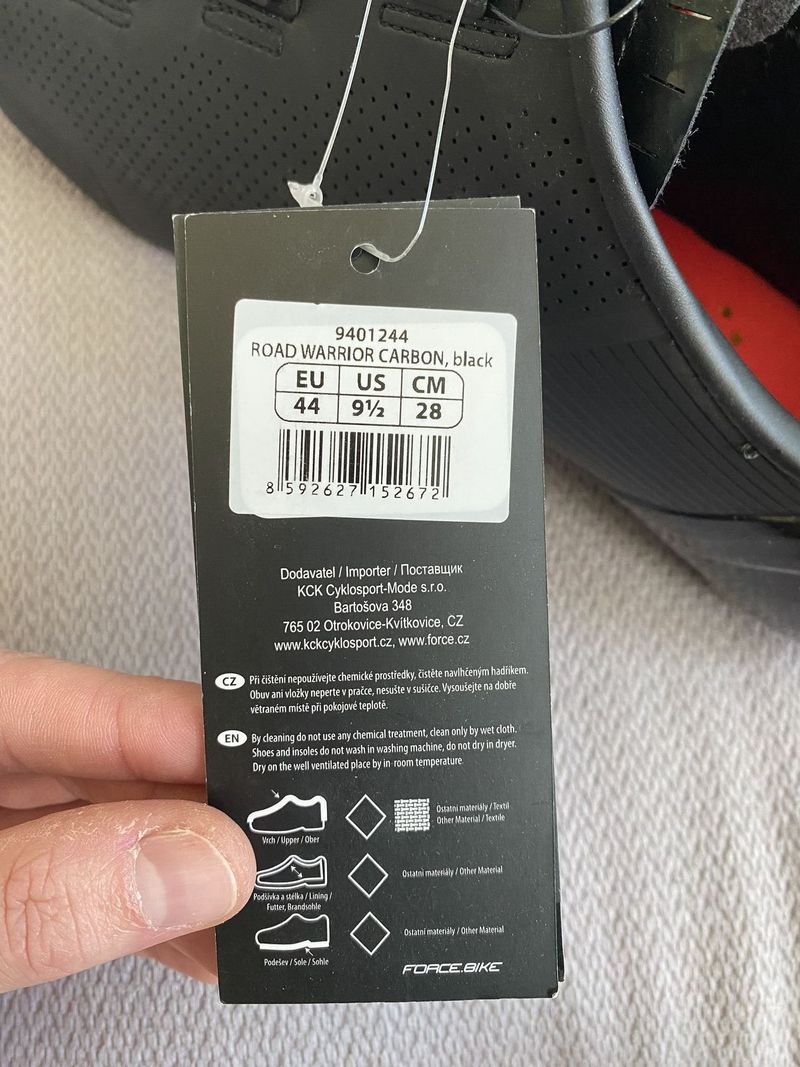 9401244
ROAD WARRIOR CARBON, black
EU US CM
44 9½ 28
8 592627 152672
Dodavatel / Importer / Поставщик
KCK Cyklosport-Mode s.r.o.
Bartošova 348
765 02 Otrokovice-Kvítkovice, CZ
www.kckcyklosport.cz, www.force.cz
CZ Při čištění nepoužívejte chemické prostředky, čistěte navlhčeným hadříkem.
Obuv ani vložky neperte v pračce, nesušte v sušičce. Vysoušejte na dobře
větraném místě při pokojové teplotě.
EN By cleaning do not use any chemical treatment, clean only by wet cloth.
Shoes and insoles do not wash in washing machine, do not dry in dryer.
Dry on the well ventilated place by in-room temperature.
Ostatní materiály / Textil
Other Material / Textile
Vrch / Upper / Ober
Ostatní materiály / Other Material
Podšívka a stélka / Lining /
Futter, Brandsohle
Ostatní materiály / Other Material
Podešev / Sole / Sohle
FORCE.BIKE